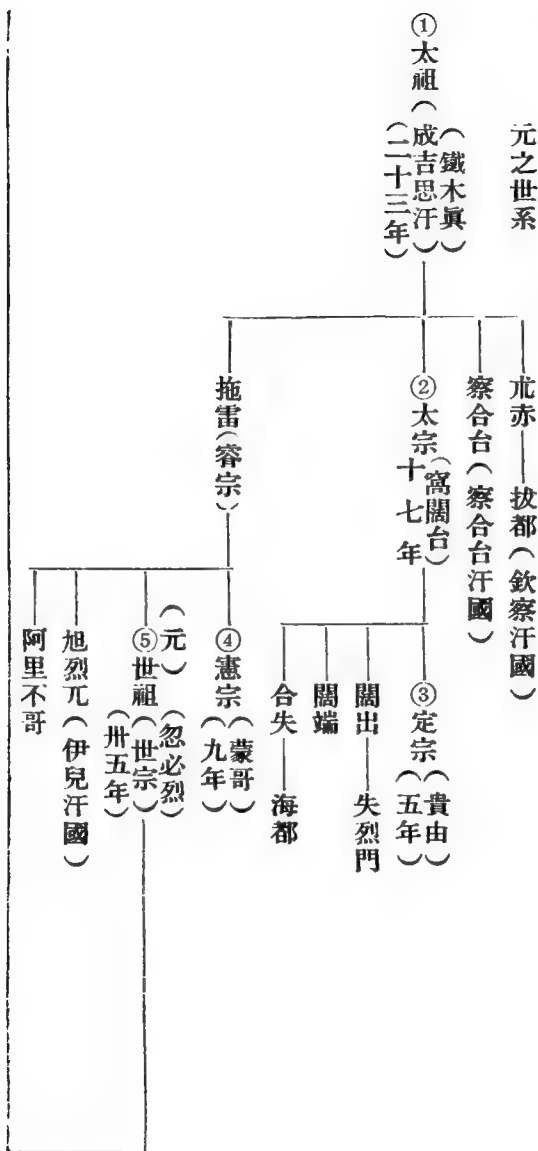 元之世系
①太祖(鐵木眞)(成吉思汗)(二十三年)
朮赤
拔都(欽察汗國)
察合台(察合台汗國)
②太宗(窩闊台)十七年
③定宗(貴由)(五年)
闊出
失烈門
闊端
合失
海都
拖雷(睿宗)
④憲宗(蒙哥)(九年)
(元)⑤世祖(忽必烈)(世宗)(卅五年)
旭烈兀(伊兒汗國)
阿里不哥